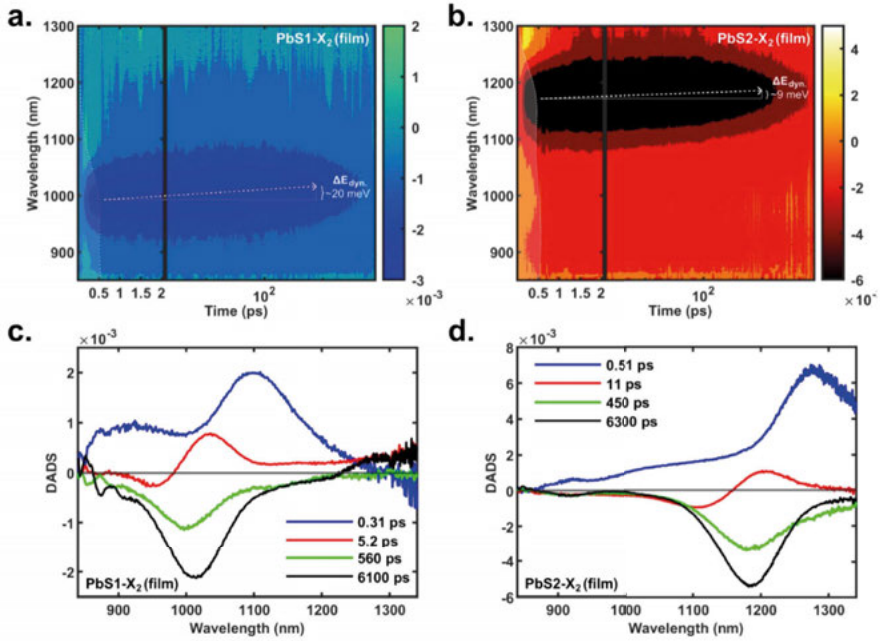 a.
PbS1-X₂(film)
1300
1200
1100
1000
900
Wavelength (nm)
ΔE_dyn.
}~20 meV
0.5 1 1.5 2 10²
Time (ps)
2
1
0
-1
-2
-3
× 10⁻³
b.
PbS2-X₂(film)
1300
1200
1100
1000
900
Wavelength (nm)
ΔE_dyn.
}~9 meV
0.5 1 1.5 2 10²
Time (ps)
4
2
0
-2
-4
-6
× 10⁻
c.
× 10⁻³
2
1
0
-1
-2
DADS
0.31 ps
5.2 ps
560 ps
6100 ps
PbS1-X₂(film)
900 1000 1100 1200 1300
Wavelength (nm)
d.
× 10⁻³
8
6
4
2
0
-2
-4
-6
DADS
0.51 ps
11 ps
450 ps
6300 ps
PbS2-X₂(film)
900 1000 1100 1200 1300
Wavelength (nm)